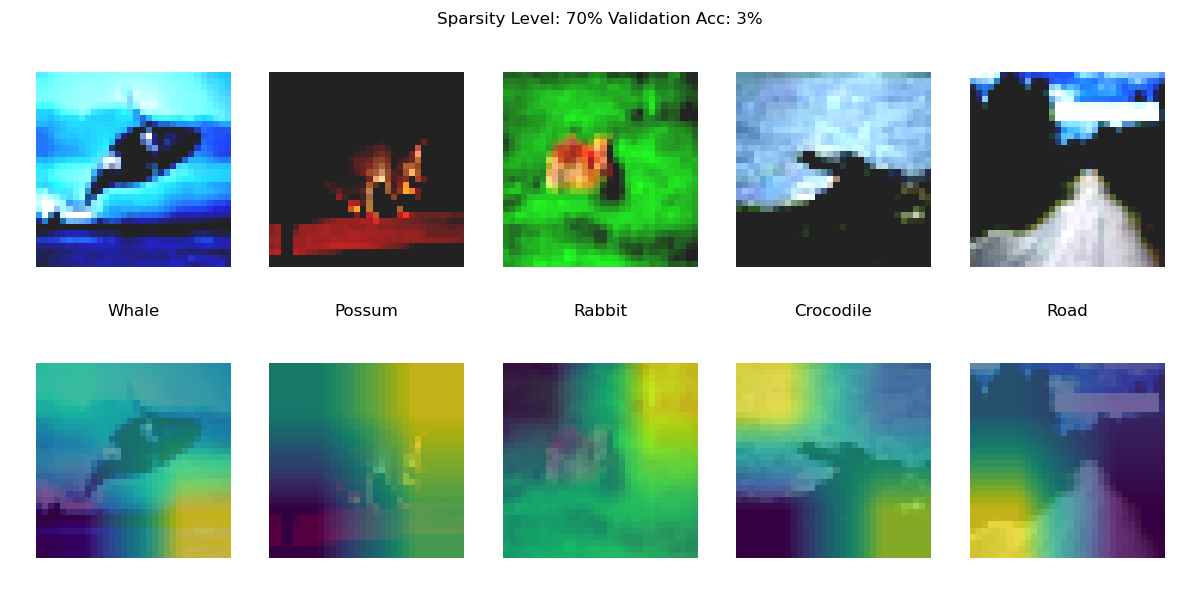 Sparsity Level: 70% Validation Acc: 3%
Whale
Possum
Rabbit
Crocodile
Road